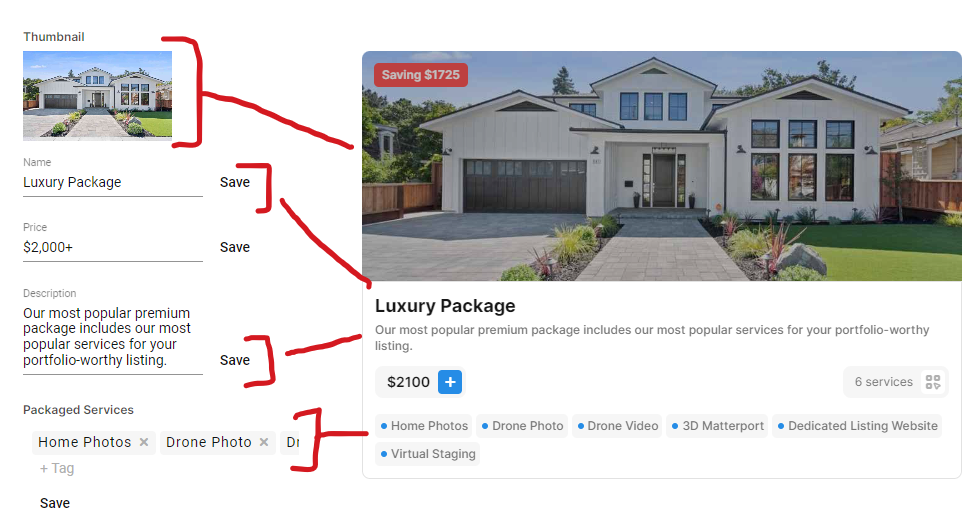 Thumbnail
Name
Luxury Package
Save
Price
$2,000+
Save
Description
Our most popular premium
package includes our most
popular services for your
portfolio-worthy listing.
Save
Packaged Services
Home Photos ×
Drone Photo ×
+ Tag
Save
Saving $1725
Luxury Package
Our most popular premium package includes our most popular services for your portfolio-worthy
listing.
$2100 +
6 services
Home Photos
Drone Photo
Drone Video
3D Matterport
Dedicated Listing Website
Virtual Staging